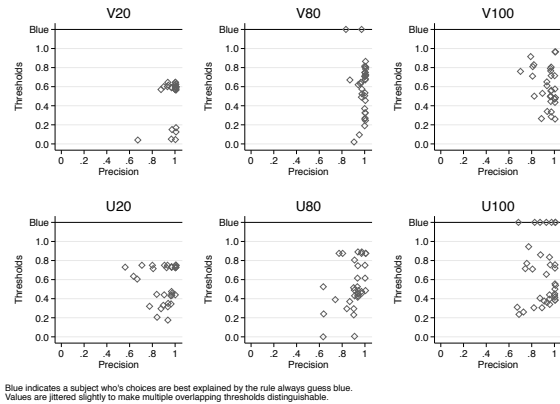 V20
V80
V100
Blue
1.0
0.8
0.6
0.4
0.2
0.0
Thresholds
0 .2 .4 .6 .8 1
Precision
Blue
1.0
0.8
0.6
0.4
0.2
0.0
Thresholds
0 .2 .4 .6 .8 1
Precision
Blue
1.0
0.8
0.6
0.4
0.2
0.0
Thresholds
0 .2 .4 .6 .8 1
Precision
U20
U80
U100
Blue
1.0
0.8
0.6
0.4
0.2
0.0
Thresholds
0 .2 .4 .6 .8 1
Precision
Blue
1.0
0.8
0.6
0.4
0.2
0.0
Thresholds
0 .2 .4 .6 .8 1
Precision
Blue
1.0
0.8
0.6
0.4
0.2
0.0
Thresholds
0 .2 .4 .6 .8 1
Precision
Blue indicates a subject who's choices are best explained by the rule always guess blue.
Values are jittered slightly to make multiple overlapping thresholds distinguishable.